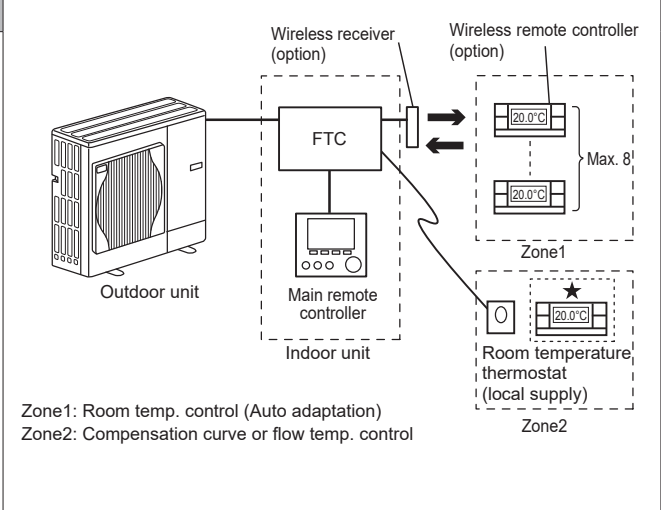 Wireless receiver
(option)
Wireless remote controller
(option)
FTC
20.0°C
Max. 8
20.0°C
Zone1
Outdoor unit
Main remote
controller
Indoor unit
★
20.0°C
Room temperature
thermostat
(local supply)
Zone2
Zone1: Room temp. control (Auto adaptation)
Zone2: Compensation curve or flow temp. control